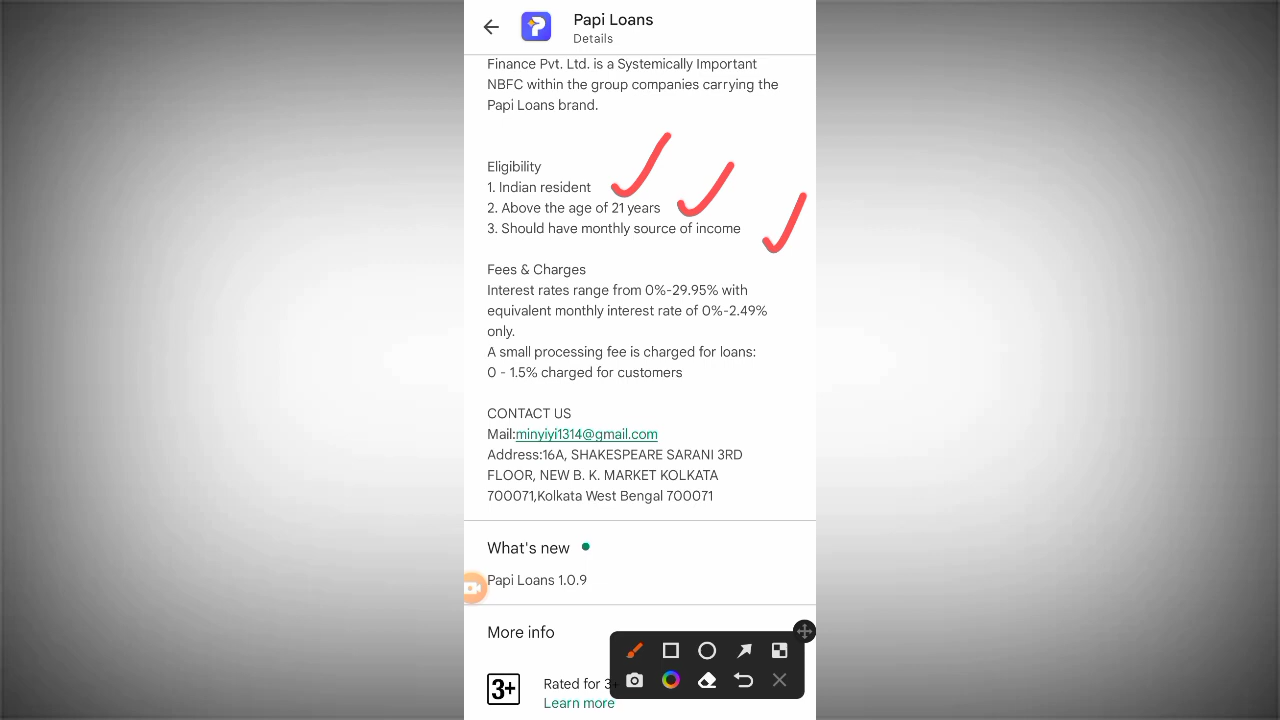 Papi Loans
Details
Finance Pvt. Ltd. is a Systemically Important
NBFC within the group companies carrying the
Papi Loans brand.
Eligibility
1. Indian resident
2. Above the age of 21 years
3. Should have monthly source of income
Fees & Charges
Interest rates range from 0%-29.95% with
equivalent monthly interest rate of 0%-2.49%
only.
A small processing fee is charged for loans:
0 - 1.5% charged for customers
CONTACT US
Mail:minyiyi1314@gmail.com
Address:16A, SHAKESPEARE SARANI 3RD
FLOOR, NEW B. K. MARKET KOLKATA
700071,Kolkata West Bengal 700071
What's new
Papi Loans 1.0.9
More info
3+
Rated for 3+
Learn more